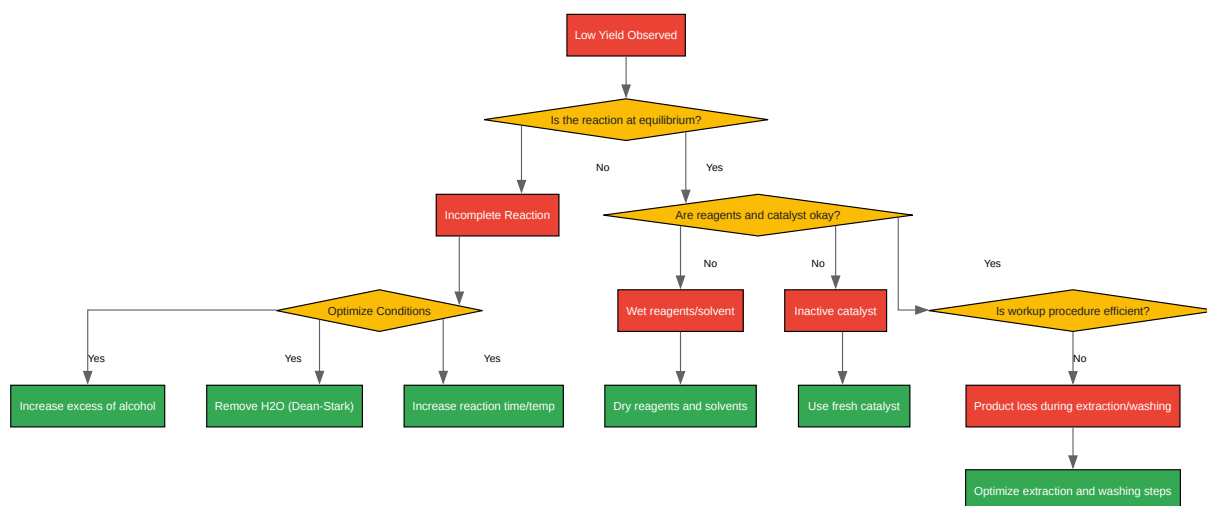 Low Yield Observed
Is the reaction at equilibrium?
No
Yes
Incomplete Reaction
Are reagents and catalyst okay?
No
No
Yes
Optimize Conditions
Wet reagents/solvent
Inactive catalyst
Is workup procedure efficient?
Yes
Yes
Yes
No
Increase excess of alcohol
Remove H2O (Dean-Stark)
Increase reaction time/temp
Dry reagents and solvents
Use fresh catalyst
Product loss during extraction/washing
Optimize extraction and washing steps